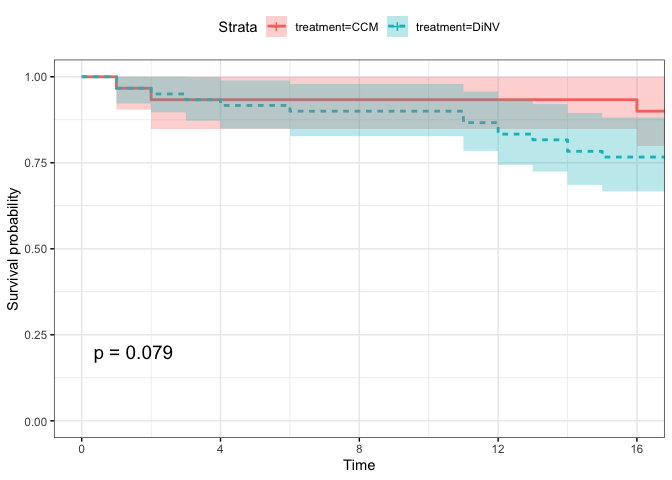 Strata treatment=CCM treatment=DiNV
1.00
0.75
0.50
0.25
0.00
Survival probability
p = 0.079
0 4 8 12 16
Time